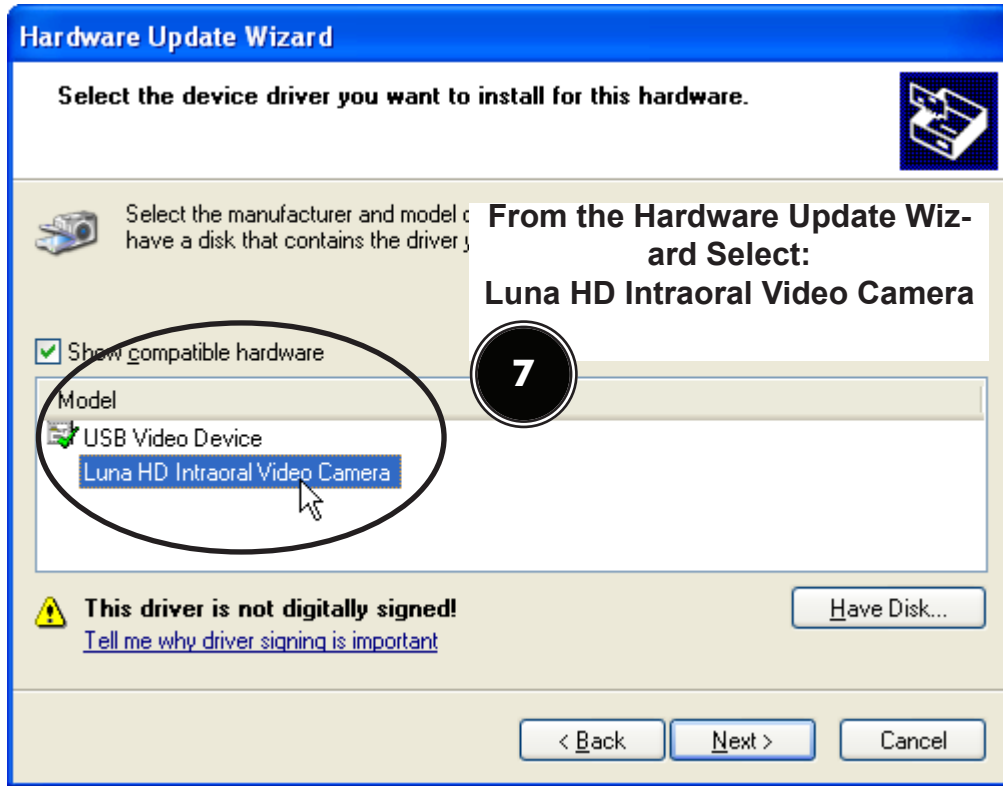 Hardware Update Wizard
Select the device driver you want to install for this hardware.
Select the manufacturer and model
have a disk that contains the driver
From the Hardware Update Wiz-
ard Select:
Luna HD Intraoral Video Camera
7
Show compatible hardware
Model
USB Video Device
Luna HD Intraoral Video Camera
This driver is not digitally signed!
Tell me why driver signing is important
Have Disk...
< Back
Next >
Cancel